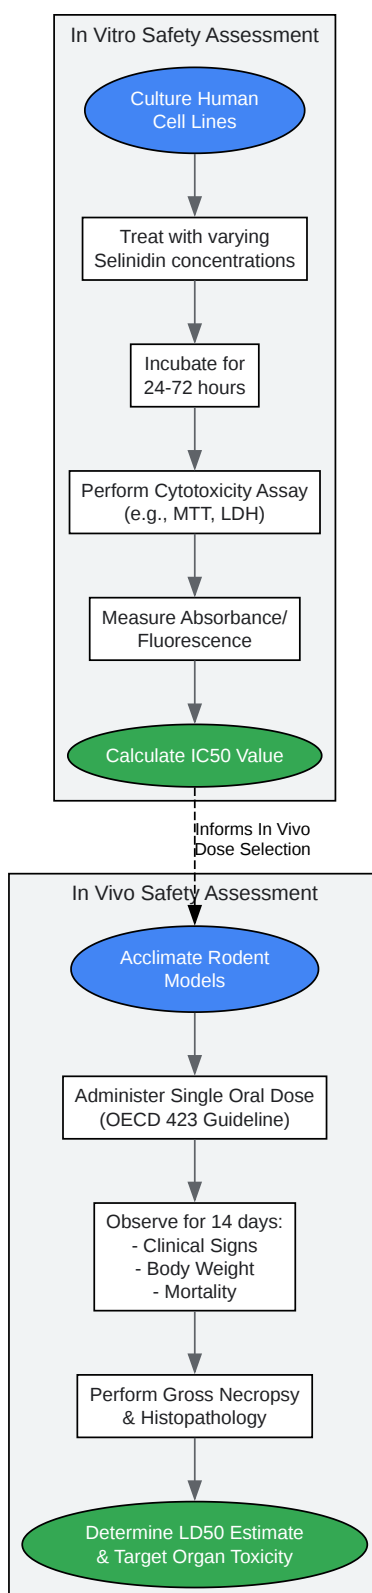 In Vitro Safety Assessment
Culture Human
Cell Lines
Treat with varying
Selinidin concentrations
Incubate for
24-72 hours
Perform Cytotoxicity Assay
(e.g., MTT, LDH)
Measure Absorbance/
Fluorescence
Calculate IC50 Value
Informs In Vivo
Dose Selection
In Vivo Safety Assessment
Acclimate Rodent
Models
Administer Single Oral Dose
(OECD 423 Guideline)
Observe for 14 days:
- Clinical Signs
- Body Weight
- Mortality
Perform Gross Necropsy
& Histopathology
Determine LD50 Estimate
& Target Organ Toxicity